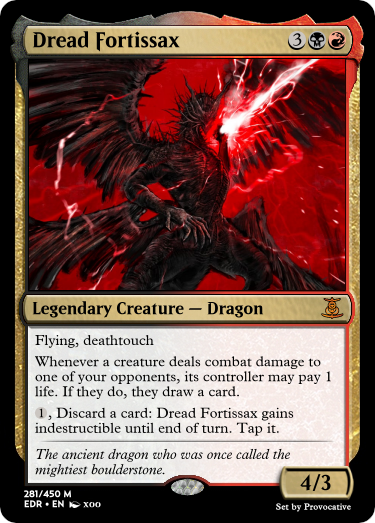 Dread Fortissax 3
Legendary Creature — Dragon
Flying, deathtouch
Whenever a creature deals combat damage to
one of your opponents, its controller may pay 1
life. If they do, they draw a card.
1, Discard a card: Dread Fortissax gains
indestructible until end of turn. Tap it.
The ancient dragon who was once called the
mightiest boulderstone.
4/3
281/450 M
EDR • EN XOO
Set by Provocative